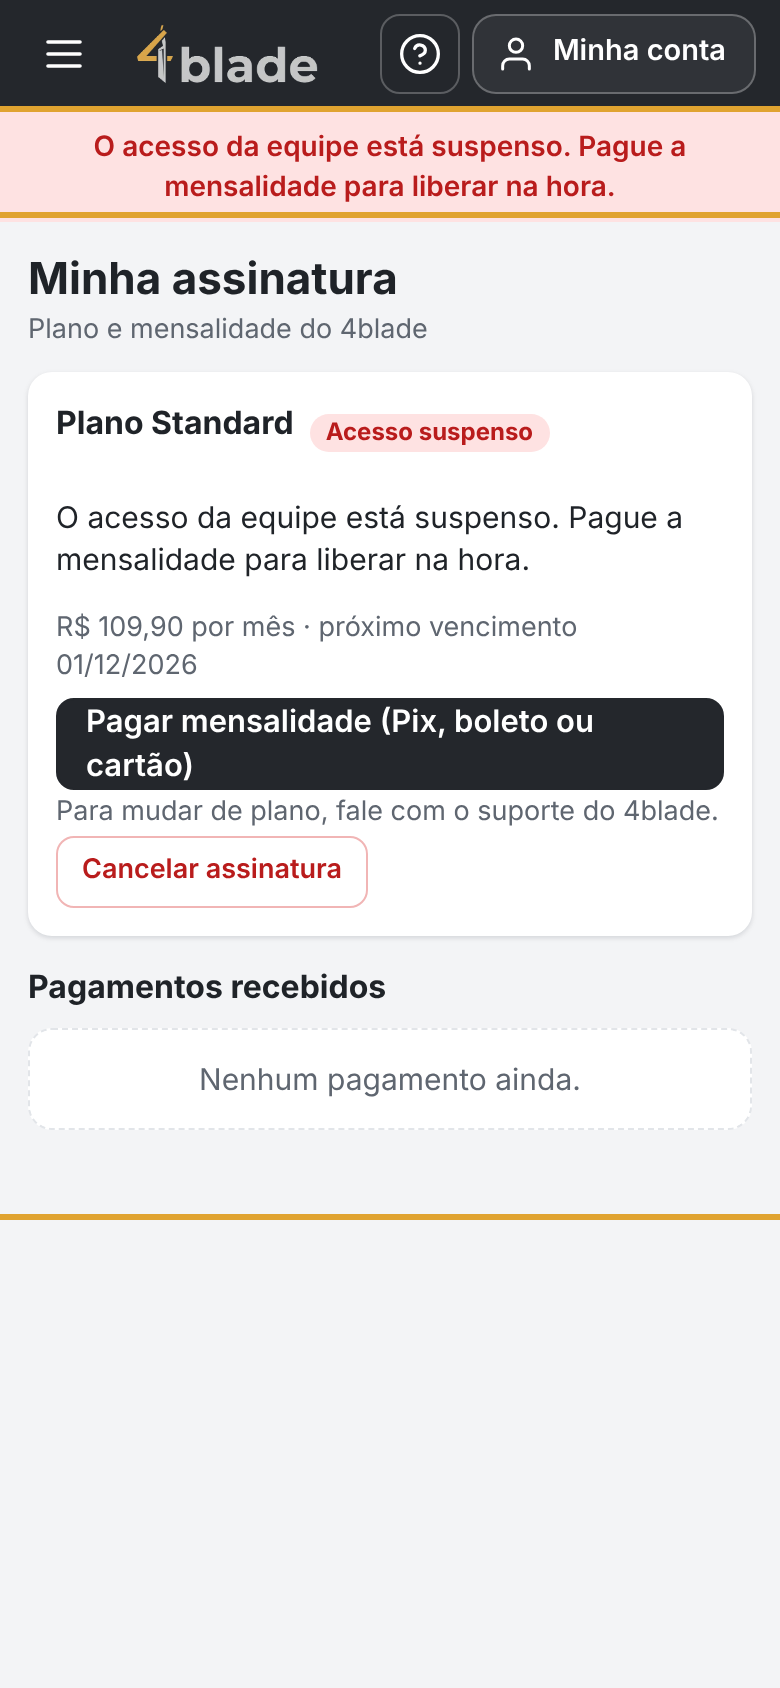 4blade
Minha conta
O acesso da equipe está suspenso. Pague a
mensalidade para liberar na hora.
Minha assinatura
Plano e mensalidade do 4blade
Plano Standard
Acesso suspenso
O acesso da equipe está suspenso. Pague a
mensalidade para liberar na hora.
R$ 109,90 por mês · próximo vencimento
01/12/2026
Pagar mensalidade (Pix, boleto ou
cartão)
Para mudar de plano, fale com o suporte do 4blade.
Cancelar assinatura
Pagamentos recebidos
Nenhum pagamento ainda.